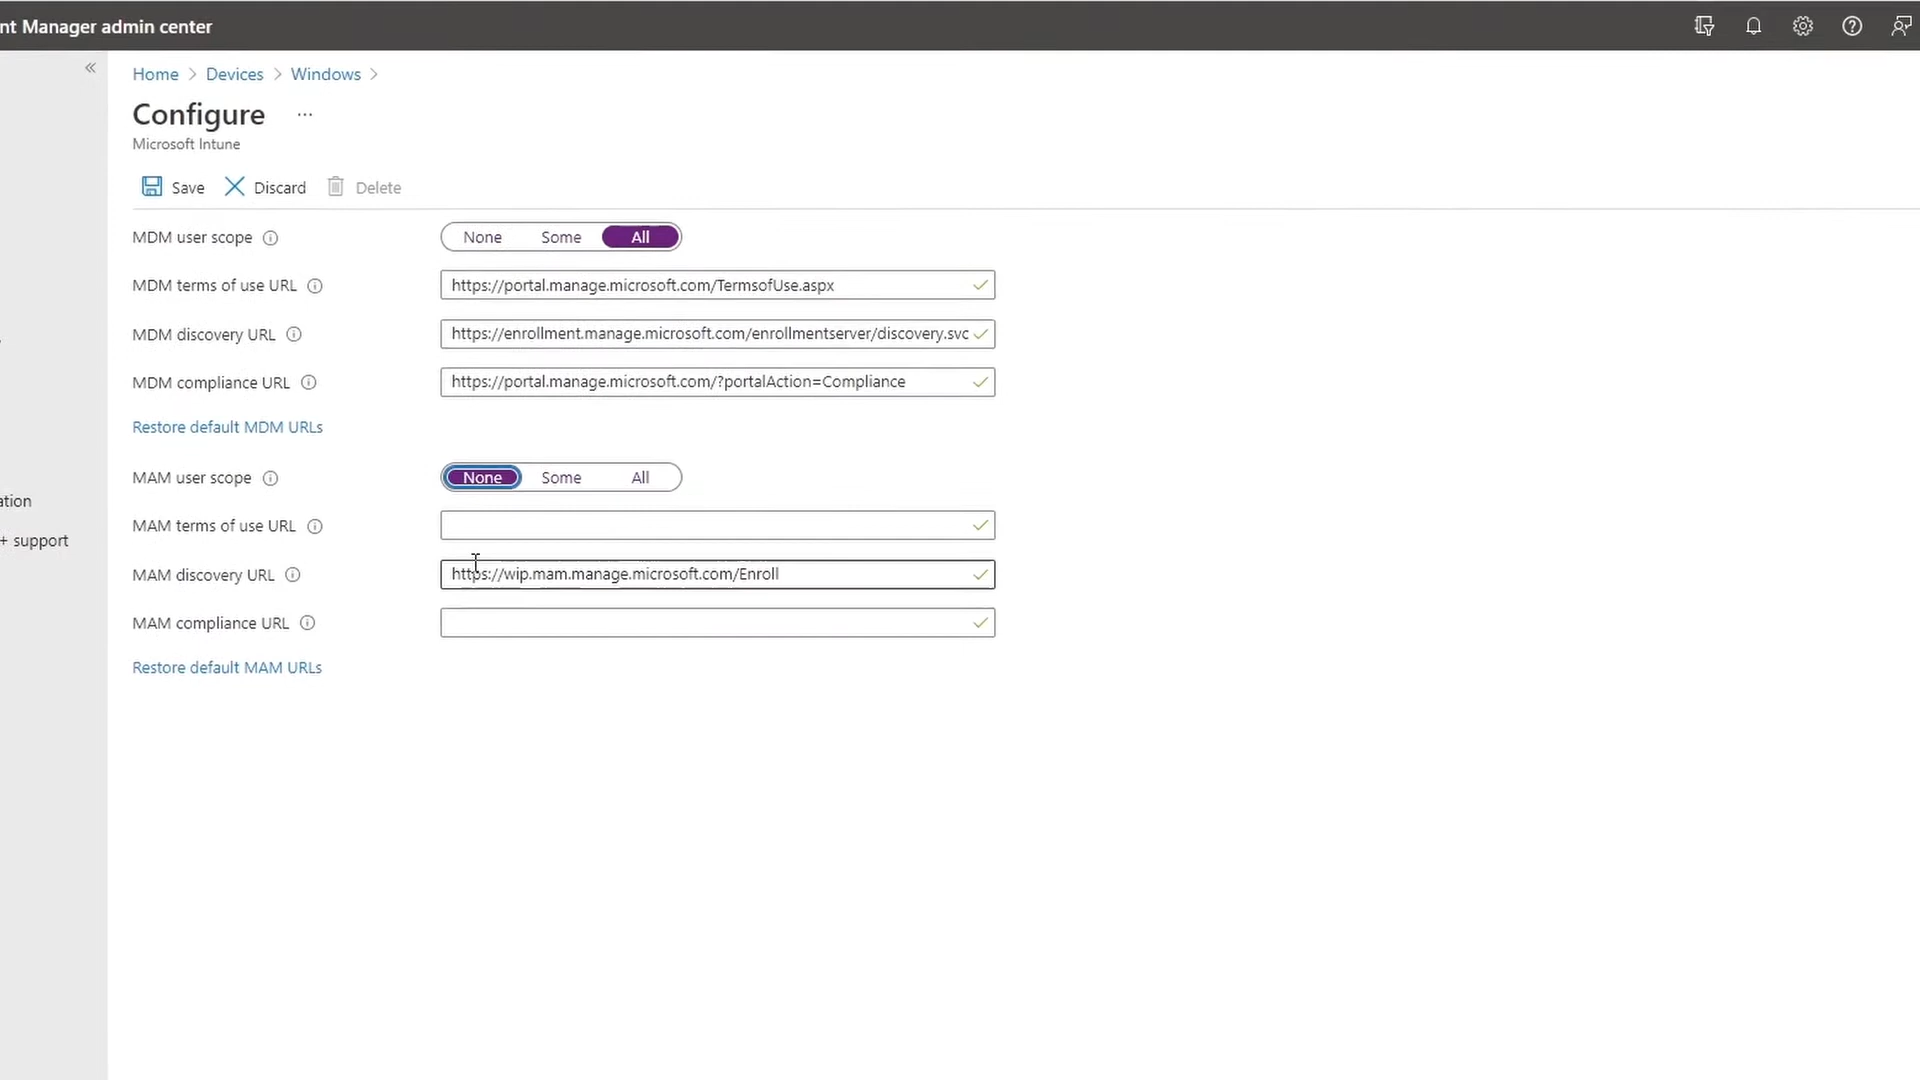 nt Manager admin center
«
Home > Devices > Windows >
Configure ...
Microsoft Intune
Save Discard Delete
MDM user scope None Some All
MDM terms of use URL https://portal.manage.microsoft.com/TermsofUse.aspx
MDM discovery URL https://enrollment.manage.microsoft.com/enrollmentserver/discovery.svc
MDM compliance URL https://portal.manage.microsoft.com/?portalAction=Compliance
Restore default MDM URLs
MAM user scope None Some All
ation
MAM terms of use URL
+ support
MAM discovery URL https://wip.mam.manage.microsoft.com/Enroll
MAM compliance URL
Restore default MAM URLs